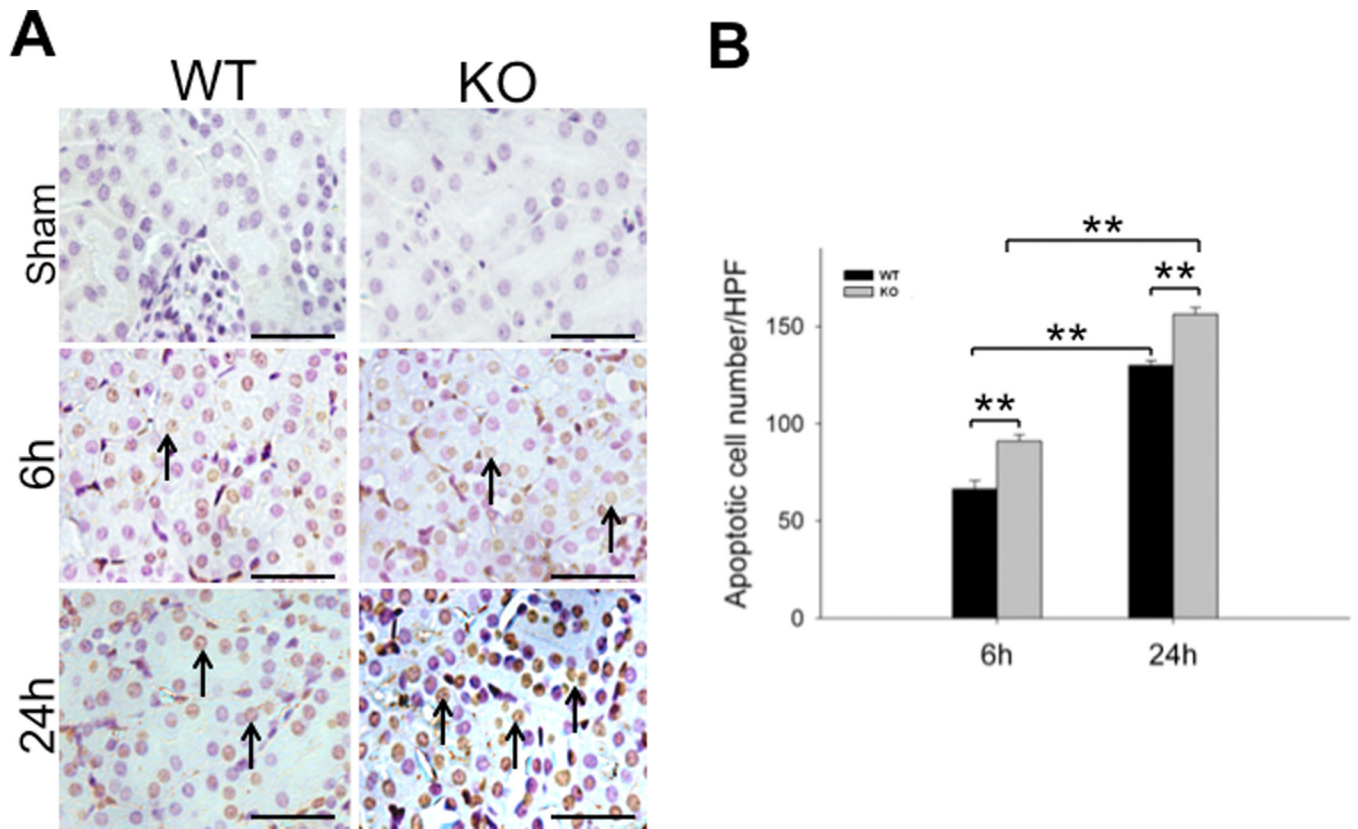 A
WT KO
Sham
6h
24h
B
Apoptotic cell number/HPF
WT
KO
**
**
**
**
150
100
50
0
6h 24h